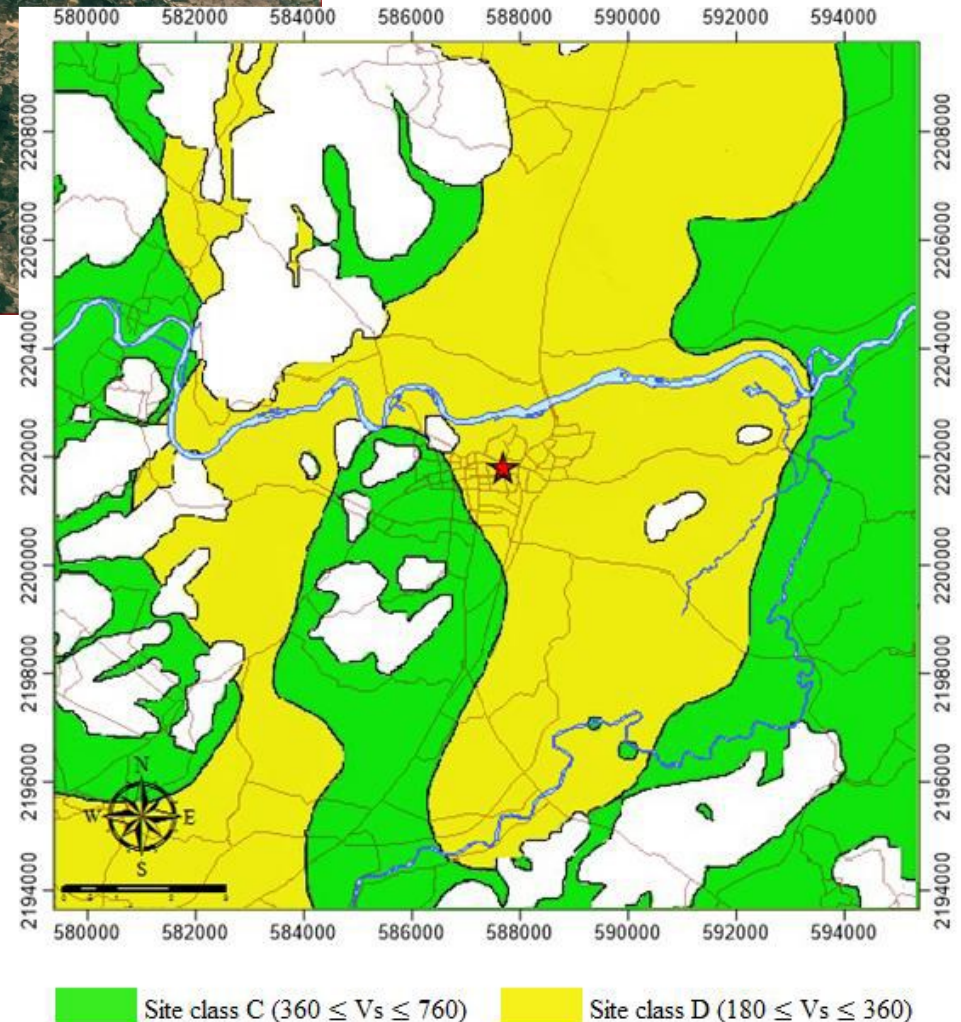 580000 582000 584000 586000 588000 590000 592000 594000
2208000 2208000
2206000 2206000
2204000 2204000
2202000 2202000
2200000 2200000
2198000 2198000
2196000 2196000
2194000 2194000
N
W E
S
580000 582000 584000 586000 588000 590000 592000 594000
Site class C (360 ≤ Vs ≤ 760) Site class D (180 ≤ Vs ≤ 360)